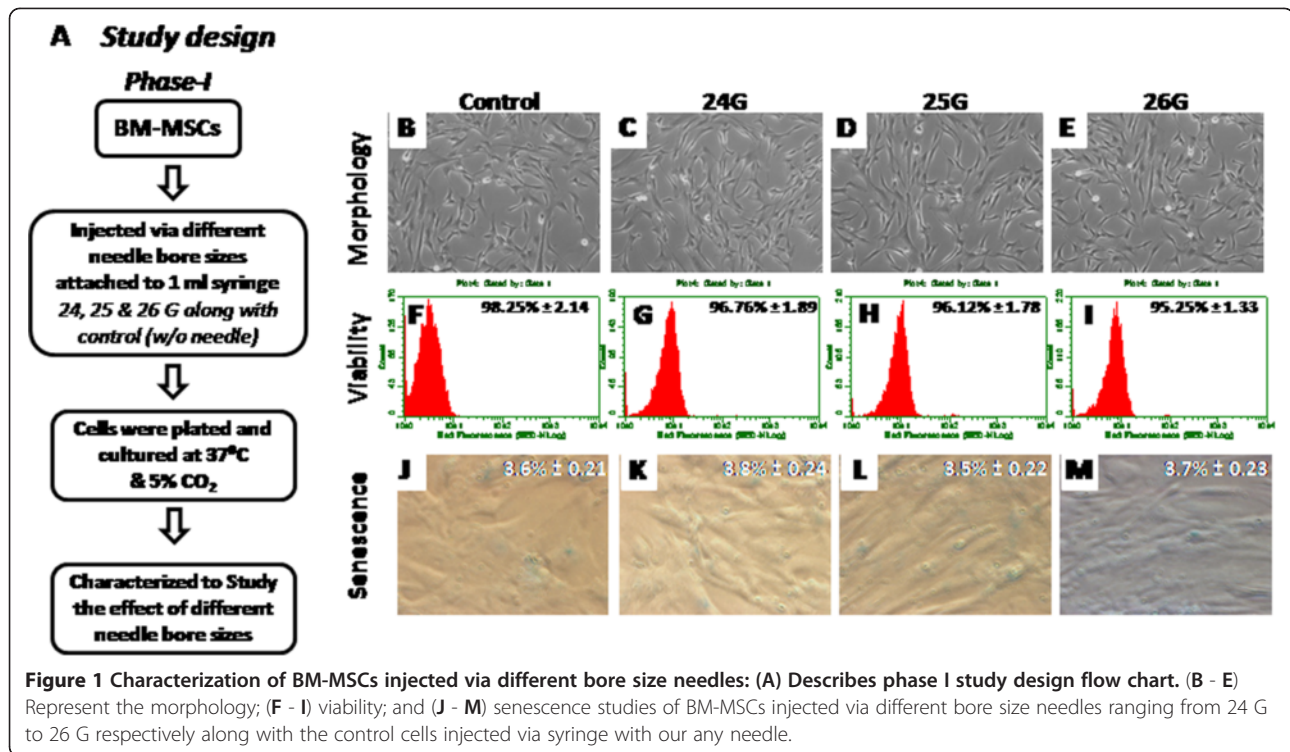 A Study design
Phase-I
BM-MSCs
Injected via different
needle bore sizes
attached to 1 ml syringe
24, 25 & 26 G along with
control (w/o needle)
Cells were plated and
cultured at 37°C
& 5% CO₂
Characterized to Study
the effect of different
needle bore sizes
Control 24G 25G 26G
Morphology
B C D E
Viability
F 98.25% ± 2.14
G 96.76% ± 1.89
H 96.12% ± 1.78
I 95.25% ± 1.33
Senescence
J 3.6% ± 0.21
K 3.8% ± 0.24
L 3.5% ± 0.22
M 3.7% ± 0.23
Figure 1 Characterization of BM-MSCs injected via different bore size needles: (A) Describes phase I study design flow chart. (B - E)
Represent the morphology; (F - I) viability; and (J - M) senescence studies of BM-MSCs injected via different bore size needles ranging from 24 G
to 26 G respectively along with the control cells injected via syringe with our any needle.